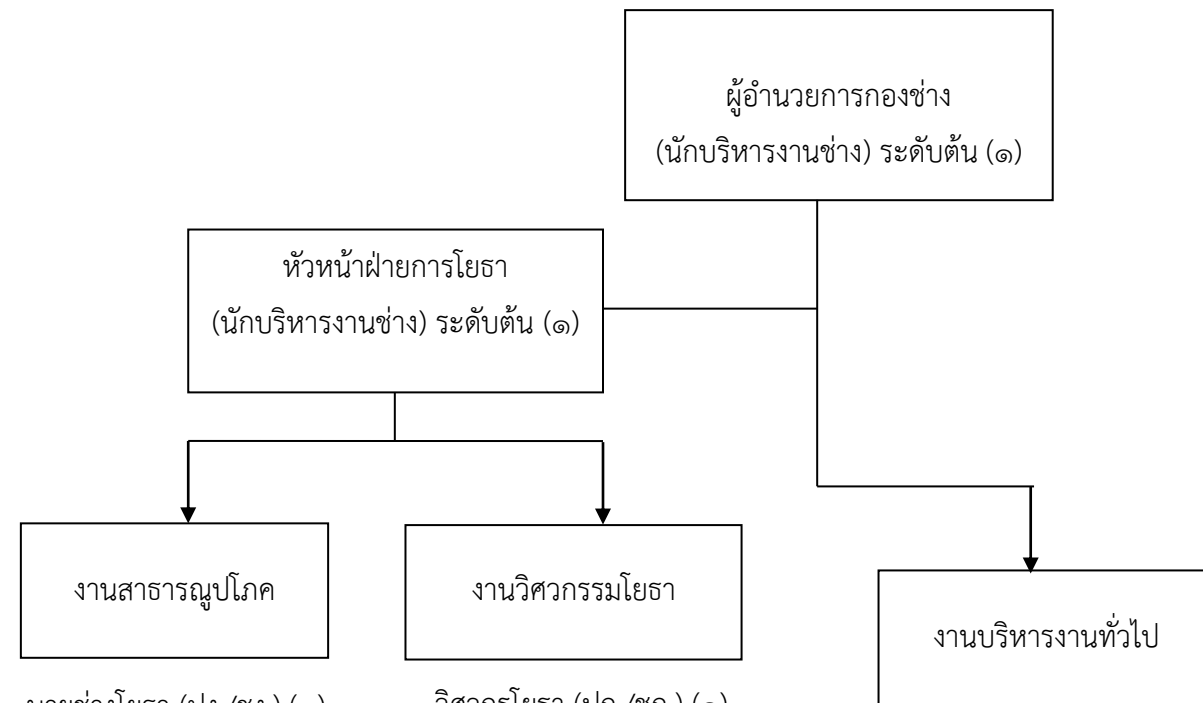 ผู้อำนวยการกองช่าง
(นักบริหารงานช่าง) ระดับต้น (๑)
หัวหน้าฝ่ายการโยธา
(นักบริหารงานช่าง) ระดับต้น (๑)
งานสาธารณูปโภค
งานวิศวกรรมโยธา
งานบริหารงานทั่วไป